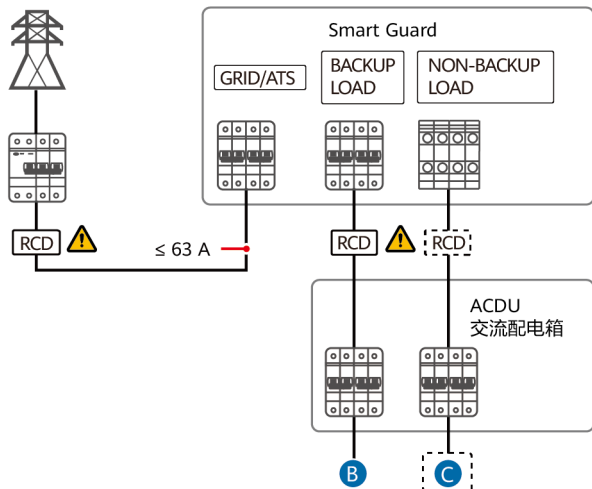 Smart Guard
GRID/ATS
BACKUP
LOAD
NON-BACKUP
LOAD
RCD
≤ 63 A
RCD
RCD
ACDU
交流配电箱
B
C